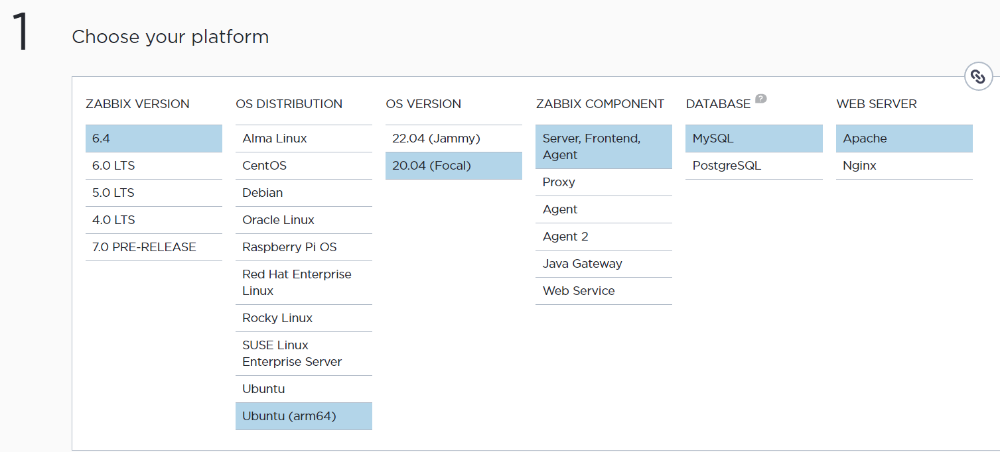 1
Choose your platform
ZABBIX VERSION
6.4
6.0 LTS
5.0 LTS
4.0 LTS
7.0 PRE-RELEASE
OS DISTRIBUTION
Alma Linux
CentOS
Debian
Oracle Linux
Raspberry Pi OS
Red Hat Enterprise
Linux
Rocky Linux
SUSE Linux
Enterprise Server
Ubuntu
Ubuntu (arm64)
OS VERSION
22.04 (Jammy)
20.04 (Focal)
ZABBIX COMPONENT
Server, Frontend,
Agent
Proxy
Agent
Agent 2
Java Gateway
Web Service
DATABASE ?
MySQL
PostgreSQL
WEB SERVER
Apache
Nginx